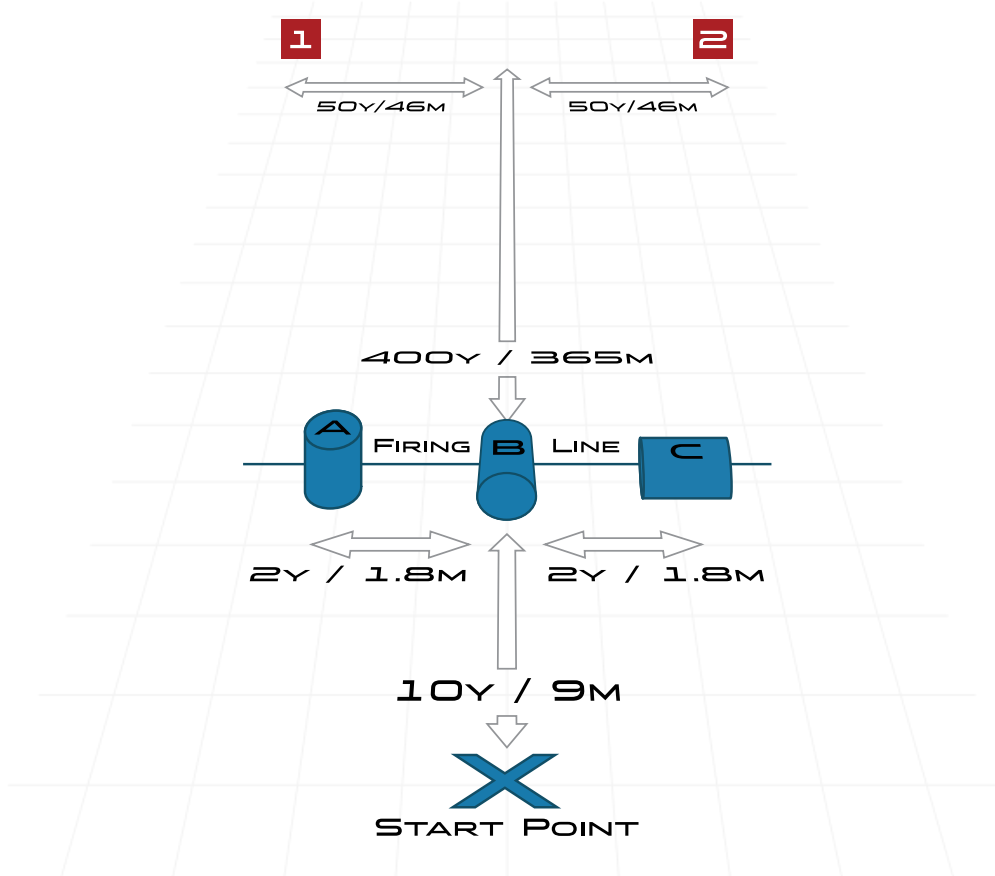 1 2
50Y/46M 50Y/46M
400Y / 365M
A FIRING B LINE C
2Y / 1.8M 2Y / 1.8M
10Y / 9M
START POINT